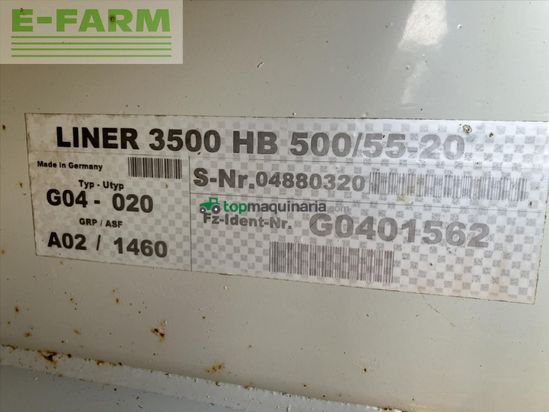 E-FARM
LINER 3500 HB 500/55-20
Made in Germany
Typ - Utyp
G04 - 020
GRP / ASF
A02 / 1460
S-Nr. 04880320
topmaquinaria.com
Fz-Ident-Nr. G0401562